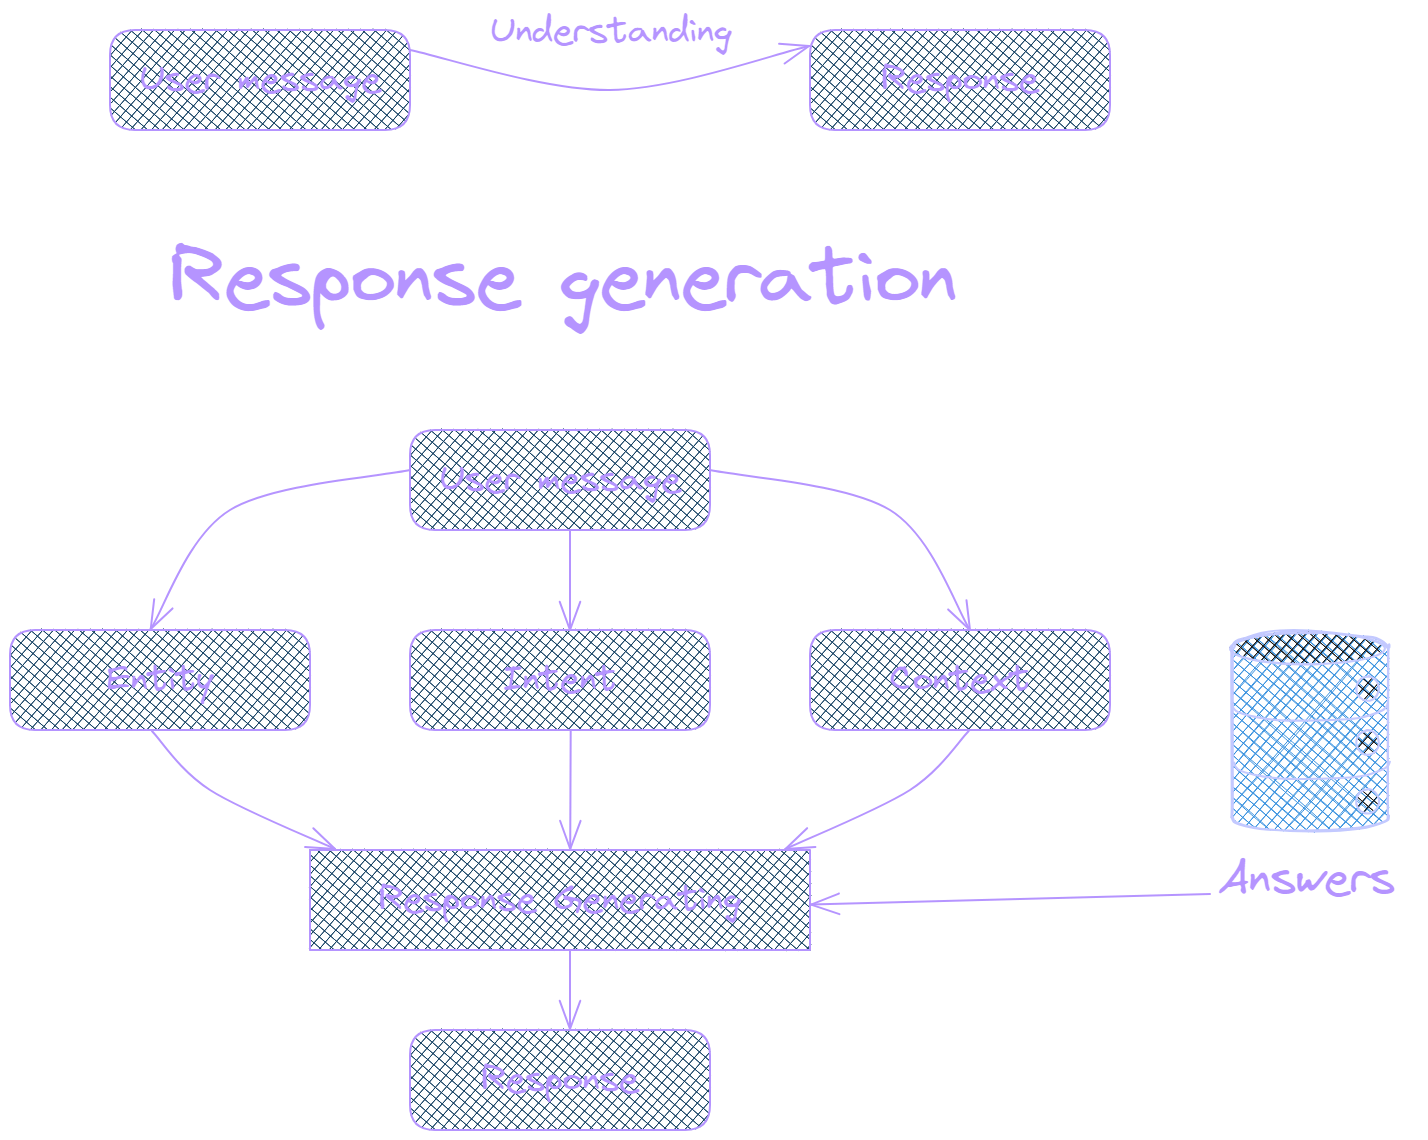 Understanding
User message
Response
Response generation
User message
Entity
Intent
Context
Answers
Response Generating
Response